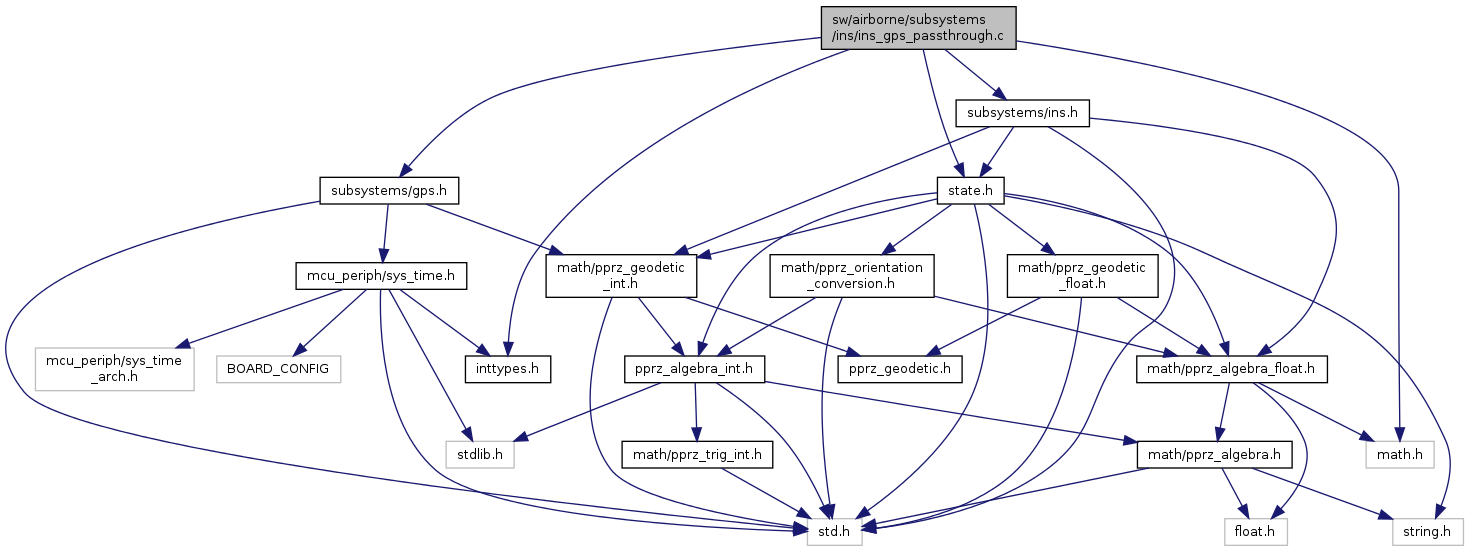 sw/airborne/subsystems
/ins/ins_gps_passthrough.c
subsystems/ins.h
subsystems/gps.h
state.h
mcu_periph/sys_time.h
math/pprz_geodetic
_int.h
math/pprz_orientation
_conversion.h
math/pprz_geodetic
_float.h
mcu_periph/sys_time
_arch.h
BOARD_CONFIG
inttypes.h
pprz_algebra_int.h
pprz_geodetic.h
math/pprz_algebra_float.h
stdlib.h
math/pprz_trig_int.h
math/pprz_algebra.h
math.h
std.h
float.h
string.h